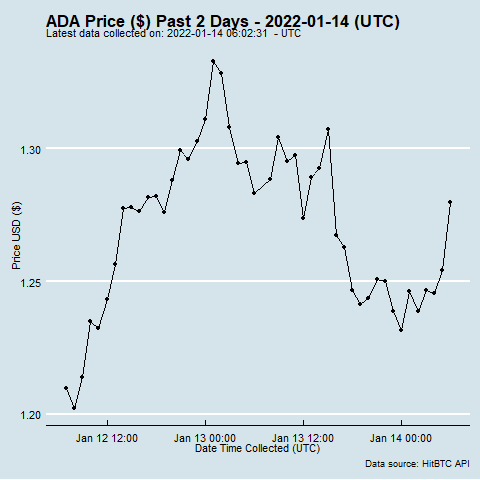 ADA Price ($) Past 2 Days - 2022-01-14 (UTC)
Latest data collected on: 2022-01-14 06:02:31 - UTC
1.30
1.25
1.20
Price USD ($)
Jan 12 12:00 Jan 13 00:00 Jan 13 12:00 Jan 14 00:00
Date Time Collected (UTC)
Data source: HitBTC API